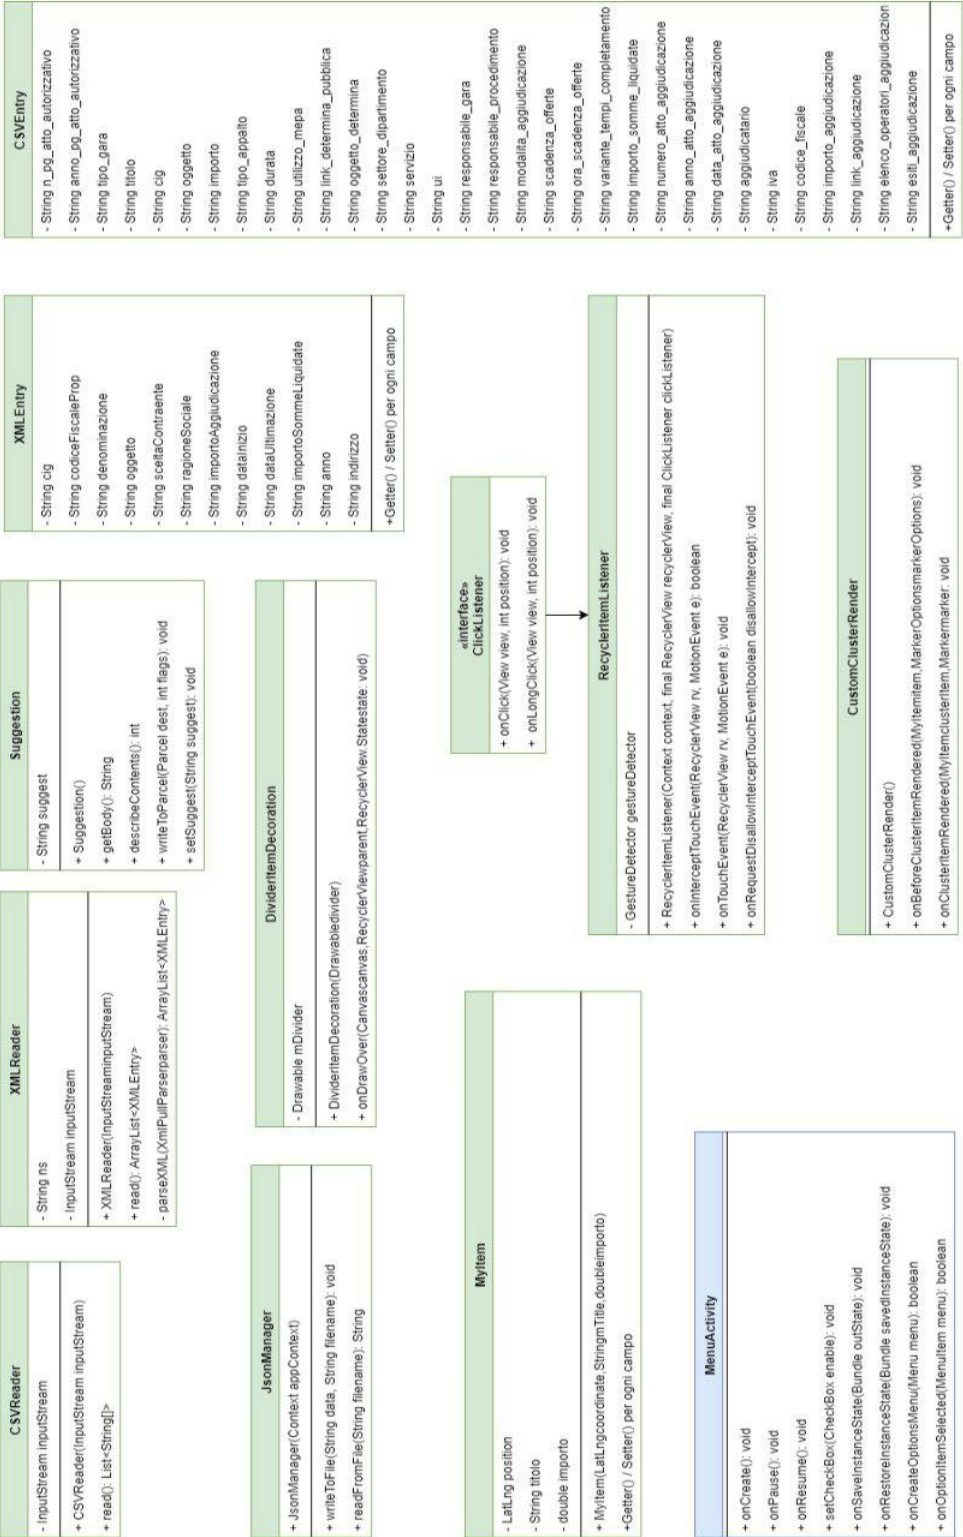 CSVReader
- InputStream inputStream
+ CSVReader(InputStream inputStream)
+ read(): List<String[]>
XMLReader
- String ns
- InputStream inputStream
+ XMLReader(InputStreaminputStream)
+ read(): ArrayList<XMLEntry>
- parseXML(XmlPullParserparser): ArrayList<XMLEntry>
Suggestion
- String suggest
+ Suggestion()
+ getBody(): String
+ describeContents(): int
+ writeToParcel(Parcel dest, int flags): void
+ setSuggest(String suggest): void
XMLEntry
- String cig
- String codiceFiscaleProp
- String denominazione
- String oggetto
- String sceltaContraente
- String ragioneSociale
- String importoAggiudicazione
- String dataInizio
- String dataUltimazione
- String importoSommeLiquidate
- String anno
- String indirizzo
+Getter() / Setter() per ogni campo
CSVEntry
- String n_pg_atto_autorizzativo
- String anno_pg_atto_autorizzativo
- String tipo_gara
- String titolo
- String cig
- String oggetto
- String importo
- String tipo_appalto
- String durata
- String utilizzo_mepa
- String link_determina_pubblica
- String oggetto_determina
- String settore_dipartimento
- String servizio
- String ui
- String responsabile_gara
- String responsabile_procedimento
- String modalita_aggiudicazione
- String scadenza_offerte
- String ora_scadenza_offerte
- String variante_tempi_completamento
- String importo_somme_liquidate
- String numero_atto_aggiudicazione
- String anno_atto_aggiudicazione
- String data_atto_aggiudicazione
- String aggiudicatario
- String iva
- String codice_fiscale
- String importo_aggiudicazione
- String link_aggiudicazione
- String elenco_operatori_aggiudicazion
- String esiti_aggiudicazione
+Getter() / Setter() per ogni campo
JsonManager
+ JsonManager(Context appContext)
+ writeToFile(String data, String filename): void
+ readFromFile(String filename): String
DividerItemDecoration
- Drawable mDivider
+ DividerItemDecoration(Drawabledivider)
+ onDrawOver(Canvascanvas,RecyclerViewparent,RecyclerView.Statestate: void)
«interface»
ClickListener
+ onClick(View view, int position): void
+ onLongClick(View view, int position): void
MyItem
- LatLng position
- String titolo
- double importo
+ MyItem(LatLngcoordinate,StringmTitle,doubleimporto)
+Getter() / Setter() per ogni campo
RecyclerItemListener
- GestureDetector gestureDetector
+ RecyclerItemListener(Context context, final RecyclerView recyclerView, final ClickListener clickListener)
+ onInterceptTouchEvent(RecyclerView rv, MotionEvent e): boolean
+ onTouchEvent(RecyclerView rv, MotionEvent e): void
+ onRequestDisallowInterceptTouchEvent(boolean disallowIntercept): void
MenuActivity
+ onCreate(): void
+ onPause(): void
+ onResume(): void
+ setCheckBox(CheckBox enable): void
+ onSaveInstanceState(Bundle outState): void
+ onRestoreInstanceState(Bundle savedInstanceState): void
+ onCreateOptionsMenu(Menu menu): boolean
+ onOptionItemSelected(MenuItem menu): boolean
CustomClusterRender
+ CustomClusterRender()
+ onBeforeClusterItemRendered(MyItemitem,MarkerOptionsmarkerOptions): void
+ onClusterItemRendered(MyItemclusterItem,Markermarker: void